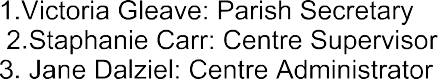 1.Victoria Gleave: Parish Secretary
2.Staphanie Carr: Centre Supervisor
3. Jane Dalziel: Centre Administrator